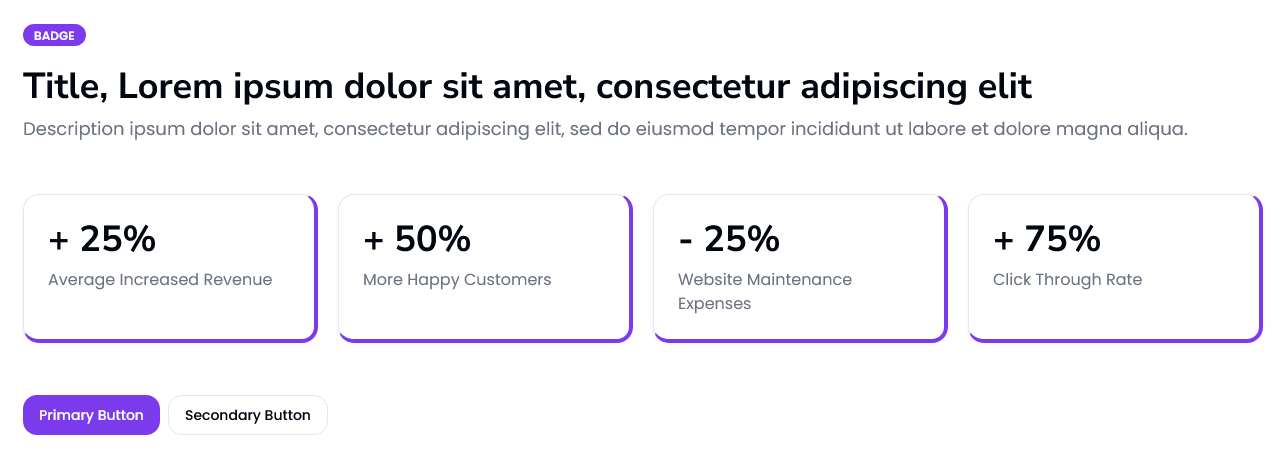 BADGE
Title, Lorem ipsum dolor sit amet, consectetur adipiscing elit
Description ipsum dolor sit amet, consectetur adipiscing elit, sed do eiusmod tempor incididunt ut labore et dolore magna aliqua.
+ 25%
Average Increased Revenue
+ 50%
More Happy Customers
- 25%
Website Maintenance
Expenses
+ 75%
Click Through Rate
Primary Button
Secondary Button